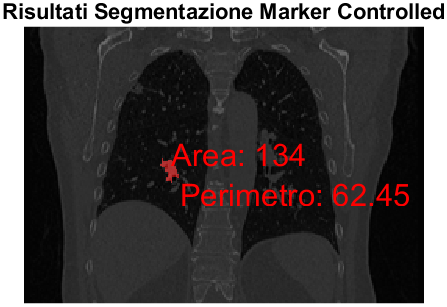 Risultati Segmentazione Marker Controlled
Area: 134
Perimetro: 62.45